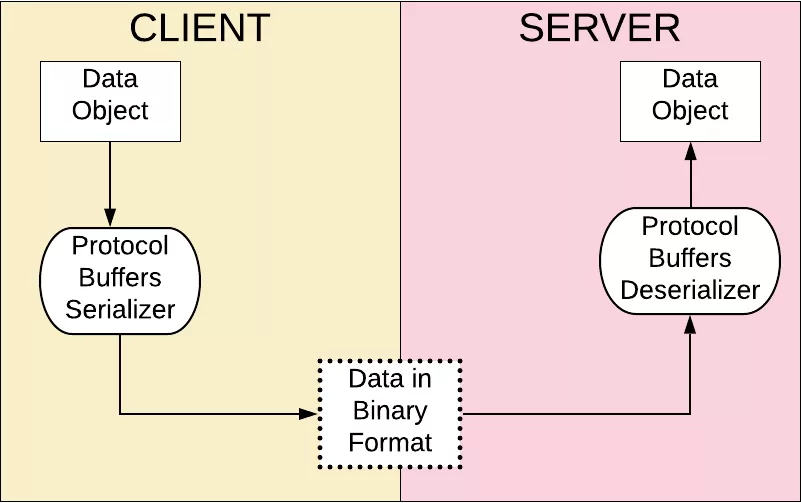 CLIENT
SERVER
Data
Object
Data
Object
Protocol
Buffers
Serializer
Protocol
Buffers
Deserializer
Data in
Binary
Format